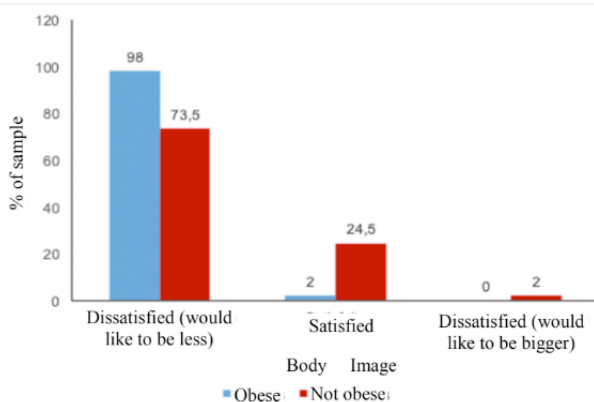 120
100
80
60
40
20
0
% of sample
98
73,5
2
24,5
0
2
Dissatisfied (would
like to be less)
Satisfied
Dissatisfied (would
like to be bigger)
Body Image
Obese
Not obese